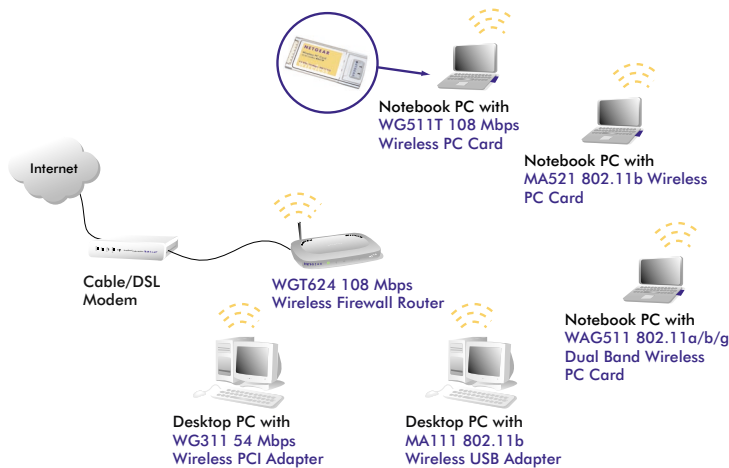 NETGEAR
Notebook PC with
WG511T 108 Mbps
Wireless PC Card
Notebook PC with
MA521 802.11b Wireless
PC Card
Internet
Cable/DSL
Modem
WGT624 108 Mbps
Wireless Firewall Router
Notebook PC with
WAG511 802.11a/b/g
Dual Band Wireless
PC Card
Desktop PC with
WG311 54 Mbps
Wireless PCI Adapter
Desktop PC with
MA111 802.11b
Wireless USB Adapter